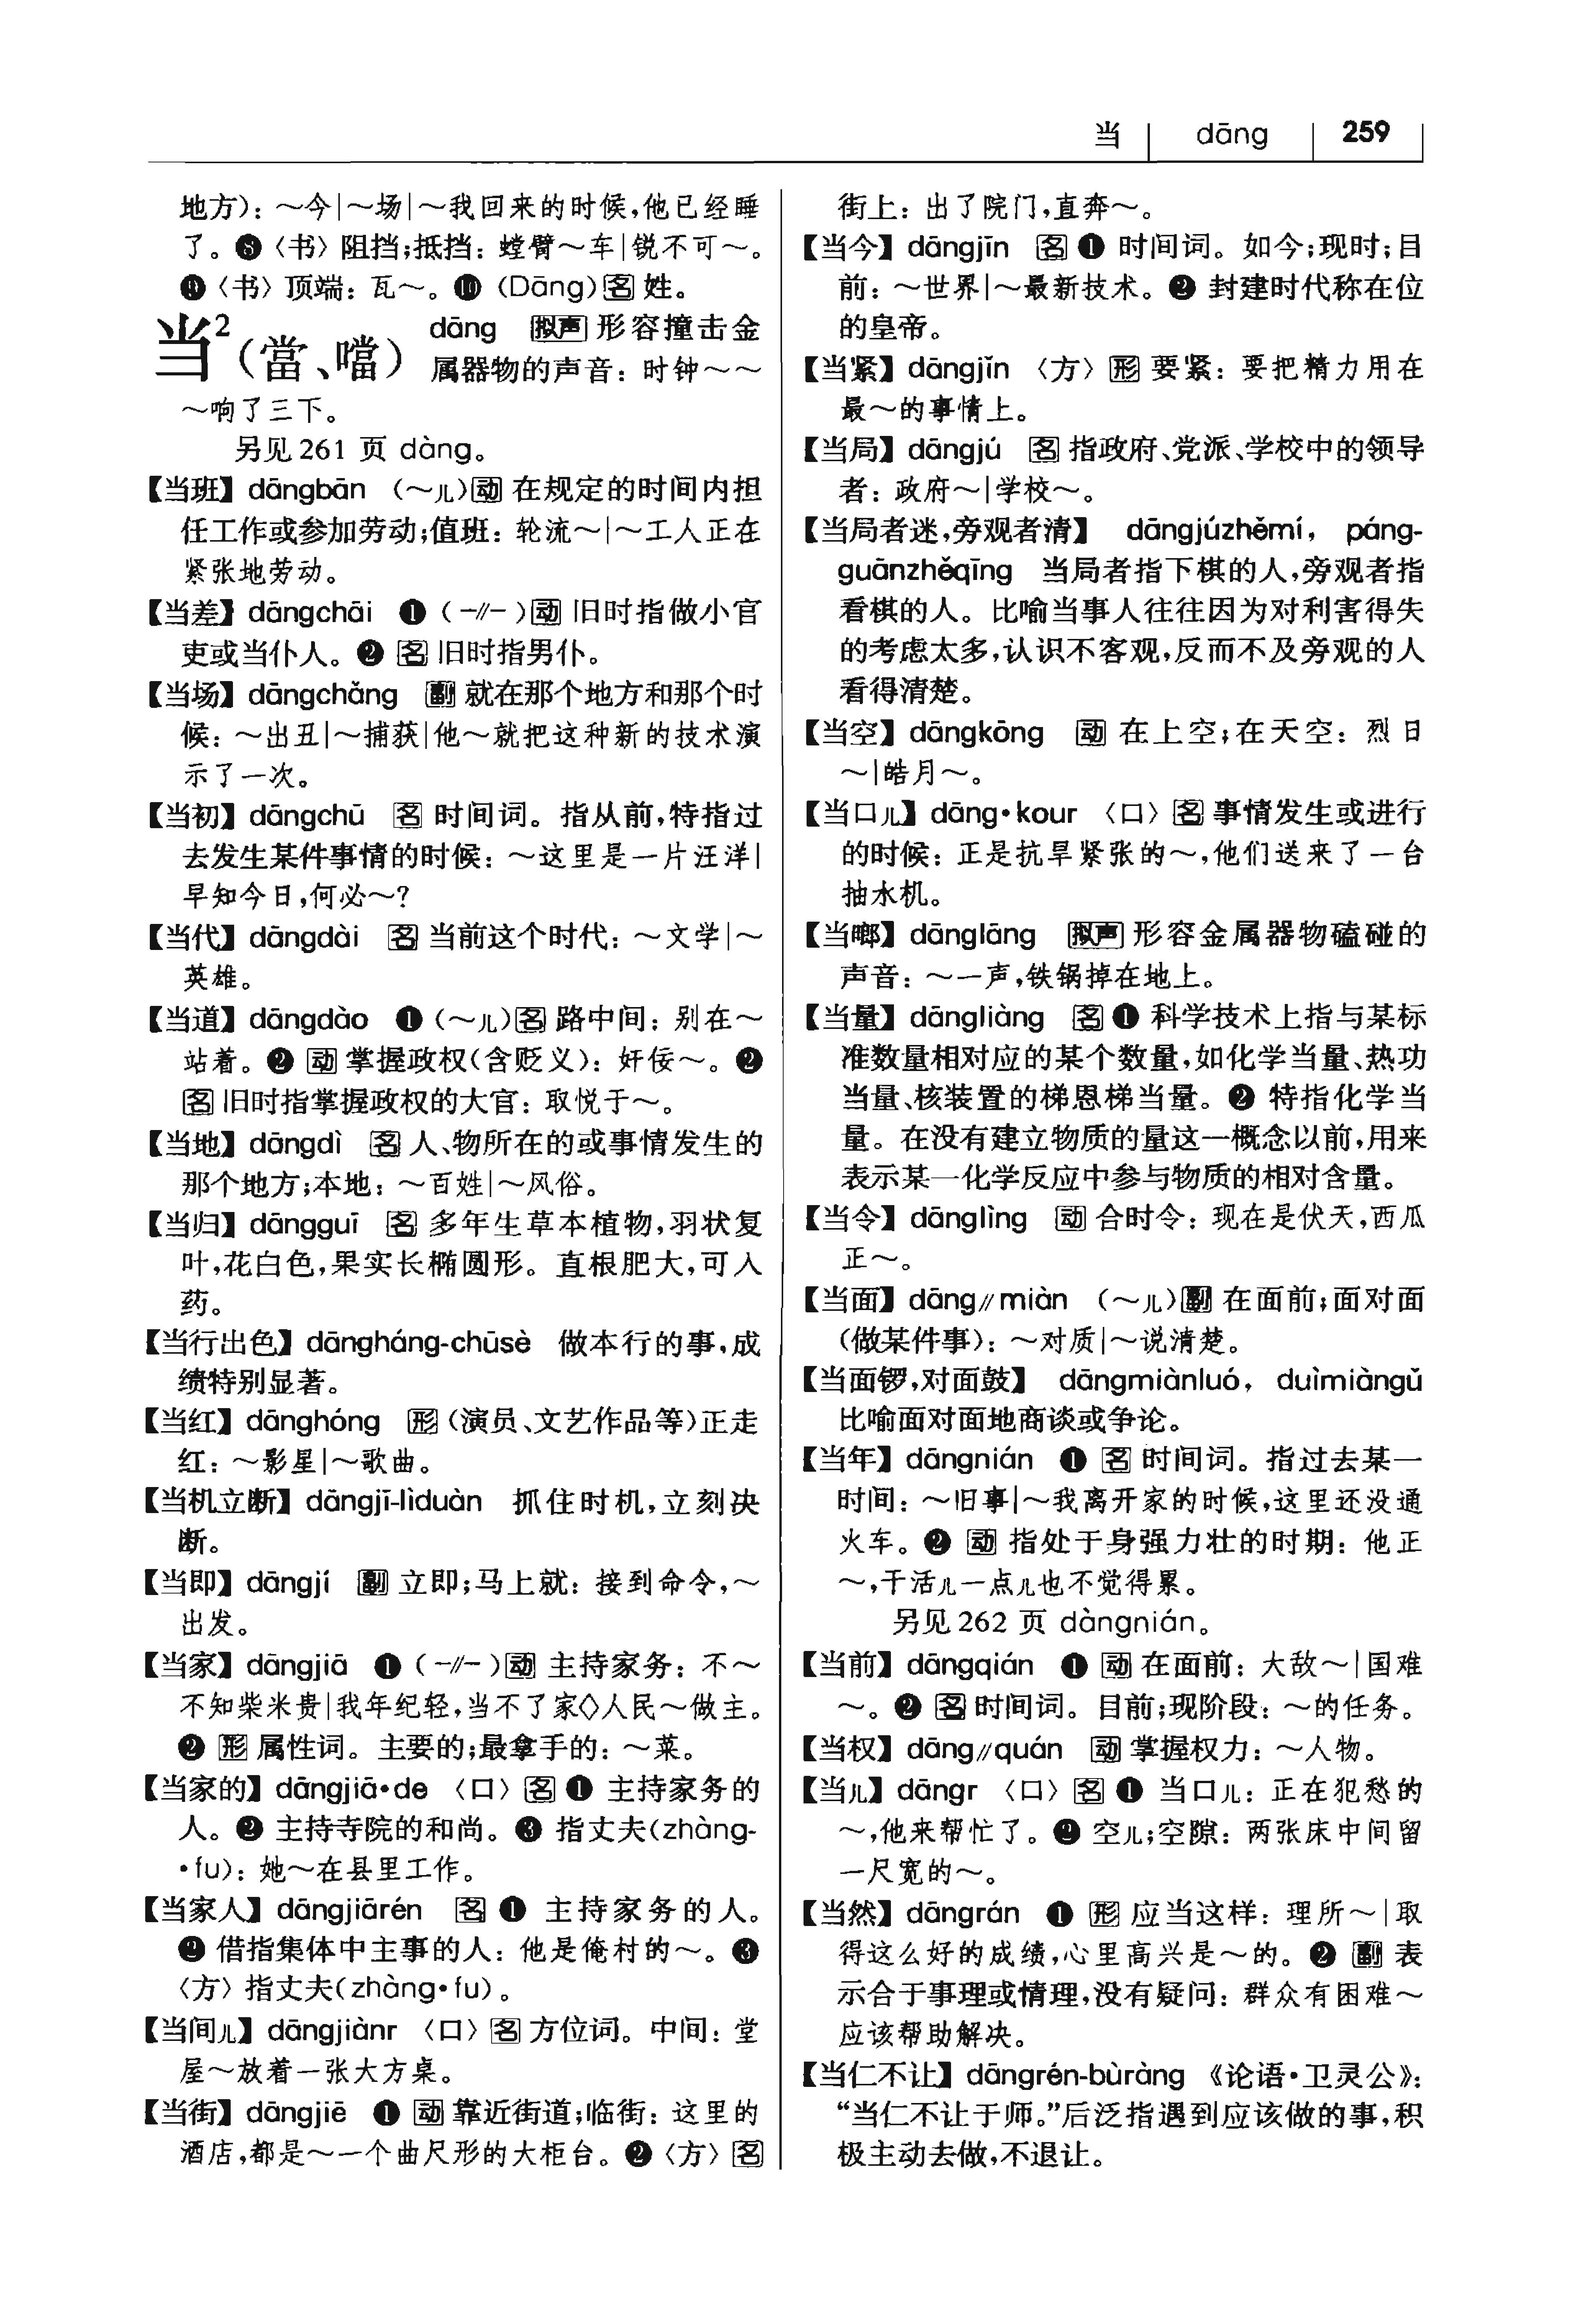 当 dāng 259
地方)：～今|～场|～我回来的时候,他已经睡
了。❽〈书〉阻挡;抵挡：螳臂～车|锐不可～。
❾〈书〉顶端：瓦～。❿ (Dāng)名 姓。
当²(當、噹) dāng 拟声 形容撞击金
属器物的声音：时钟～～
～响了三下。
另见 261 页 dàng。
【当班】dāngbān (～儿)动 在规定的时间内担
任工作或参加劳动;值班：轮流～|～工人正在
紧张地劳动。
【当差】dāngchāi ❶ (-//-)动 旧时指做小官
吏或当仆人。❷ 名 旧时指男仆。
【当场】dāngchǎng 副 就在那个地方和那个时
候：～出丑|～捕获|他～就把这种新的技术演
示了一次。
【当初】dāngchū 名 时间词。指从前,特指过
去发生某件事情的时候：～这里是一片汪洋|
早知今日,何必～?
【当代】dāngdài 名 当前这个时代：～文学|～
英雄。
【当道】dāngdào ❶ (～儿)名 路中间：别在～
站着。❷ 动 掌握政权(含贬义)：奸佞～。❷
名 旧时指掌握政权的大官：取悦于～。
【当地】dāngdì 名 人、物所在的或事情发生的
那个地方;本地：～百姓|～风俗。
【当归】dāngguī 名 多年生草本植物,羽状复
叶,花白色,果实长椭圆形。直根肥大,可入
药。
【当行出色】dāngháng-chūsè 做本行的事,成
绩特别显著。
【当红】dānghóng 形 (演员、文艺作品等)正走
红：～影星|～歌曲。
【当机立断】dāngjī-lìduàn 抓住时机,立刻决
断。
【当即】dāngjí 副 立即;马上就：接到命令,～
出发。
【当家】dāngjiā ❶ (-//-)动 主持家务：不～
不知柴米贵|我年纪轻,当不了家◇人民～做主。
❷ 形 属性词。主要的;最拿手的：～菜。
【当家的】dāngjiā·de 〈口〉名 ❶ 主持家务的
人。❷ 主持寺院的和尚。❸ 指丈夫(zhàng-
·fu)：她～在县里工作。
【当家人】dāngjiārén 名 ❶ 主持家务的人。
❷ 借指集体中主事的人：他是俺村的～。❸
〈方〉指丈夫(zhàng·fu)。
【当间儿】dāngjiànr 〈口〉名 方位词。中间：堂
屋～放着一张大方桌。
【当街】dāngjiē ❶ 动 靠近街道;临街：这里的
酒店,都是～一个曲尺形的大柜台。❷〈方〉名
街上：出了院门,直奔～。
【当今】dāngjīn 名 ❶ 时间词。如今;现时;目
前：～世界|～最新技术。❷ 封建时代称在位
的皇帝。
【当紧】dāngjǐn 〈方〉形 要紧：要把精力用在
最～的事情上。
【当局】dāngjú 名 指政府、党派、学校中的领导
者：政府～|学校～。
【当局者迷,旁观者清】 dāngjúzhěmí, páng-
guānzhěqīng 当局者指下棋的人,旁观者指
看棋的人。比喻当事人往往因为对利害得失
的考虑太多,认识不客观,反而不及旁观的人
看得清楚。
【当空】dāngkōng 动 在上空;在天空：烈日
～|皓月～。
【当口儿】dāng·kour 〈口〉名 事情发生或进行
的时候：正是抗旱紧张的～,他们送来了一台
抽水机。
【当啷】dānglāng 拟声 形容金属器物磕碰的
声音：～一声,铁锅掉在地上。
【当量】dāngliàng 名 ❶ 科学技术上指与某标
准数量相对应的某个数量,如化学当量、热功
当量、核装置的梯恩梯当量。❷ 特指化学当
量。在没有建立物质的量这一概念以前,用来
表示某一化学反应中参与物质的相对含量。
【当令】dānglìng 动 合时令：现在是伏天,西瓜
正～。
【当面】dāng//miàn (～儿)副 在面前;面对面
(做某件事)：～对质|～说清楚。
【当面锣,对面鼓】 dāngmiànluó, duìmiàngǔ
比喻面对面地商谈或争论。
【当年】dāngnián ❶ 名 时间词。指过去某一
时间：～旧事|～我离开家的时候,这里还没通
火车。❷ 动 指处于身强力壮的时期：他正
～,干活儿一点儿也不觉得累。
另见 262 页 dàngnián。
【当前】dāngqián ❶ 动 在面前：大敌～|国难
～。❷ 名 时间词。目前;现阶段：～的任务。
【当权】dāng//quán 动 掌握权力：～人物。
【当儿】dāngr 〈口〉名 ❶ 当口儿：正在犯愁的
～,他来帮忙了。❷ 空儿;空隙：两张床中间留
一尺宽的～。
【当然】dāngrán ❶ 形 应当这样：理所～|取
得这么好的成绩,心里高兴是～的。❷ 副 表
示合于事理或情理,没有疑问：群众有困难～
应该帮助解决。
【当仁不让】dāngrén-bùràng 《论语·卫灵公》：
“当仁不让于师。”后泛指遇到应该做的事,积
极主动去做,不退让。